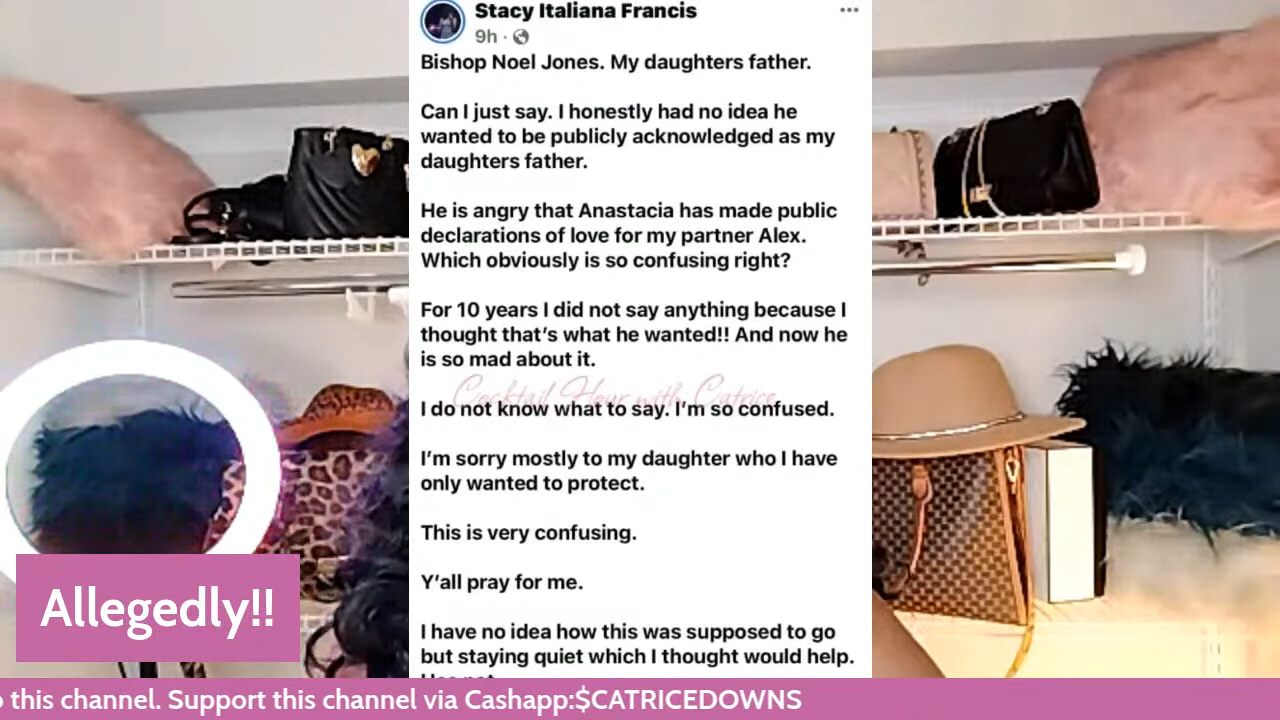 Stacy Italiana Francis
9h
Bishop Noel Jones. My daughters father.
Can I just say. I honestly had no idea he
wanted to be publicly acknowledged as my
daughters father.
He is angry that Anastacia has made public
declarations of love for my partner Alex.
Which obviously is so confusing right?
For 10 years I did not say anything because I
thought that’s what he wanted!! And now he
is so mad about it.
Cocktail Hour with Catrice
I do not know what to say. I’m so confused.
I’m sorry mostly to my daughter who I have
only wanted to protect.
This is very confusing.
Y’all pray for me.
I have no idea how this was supposed to go
but staying quiet which I thought would help.
Allegedly!!
this channel. Support this channel via Cashapp:$CATRICEDOWNS